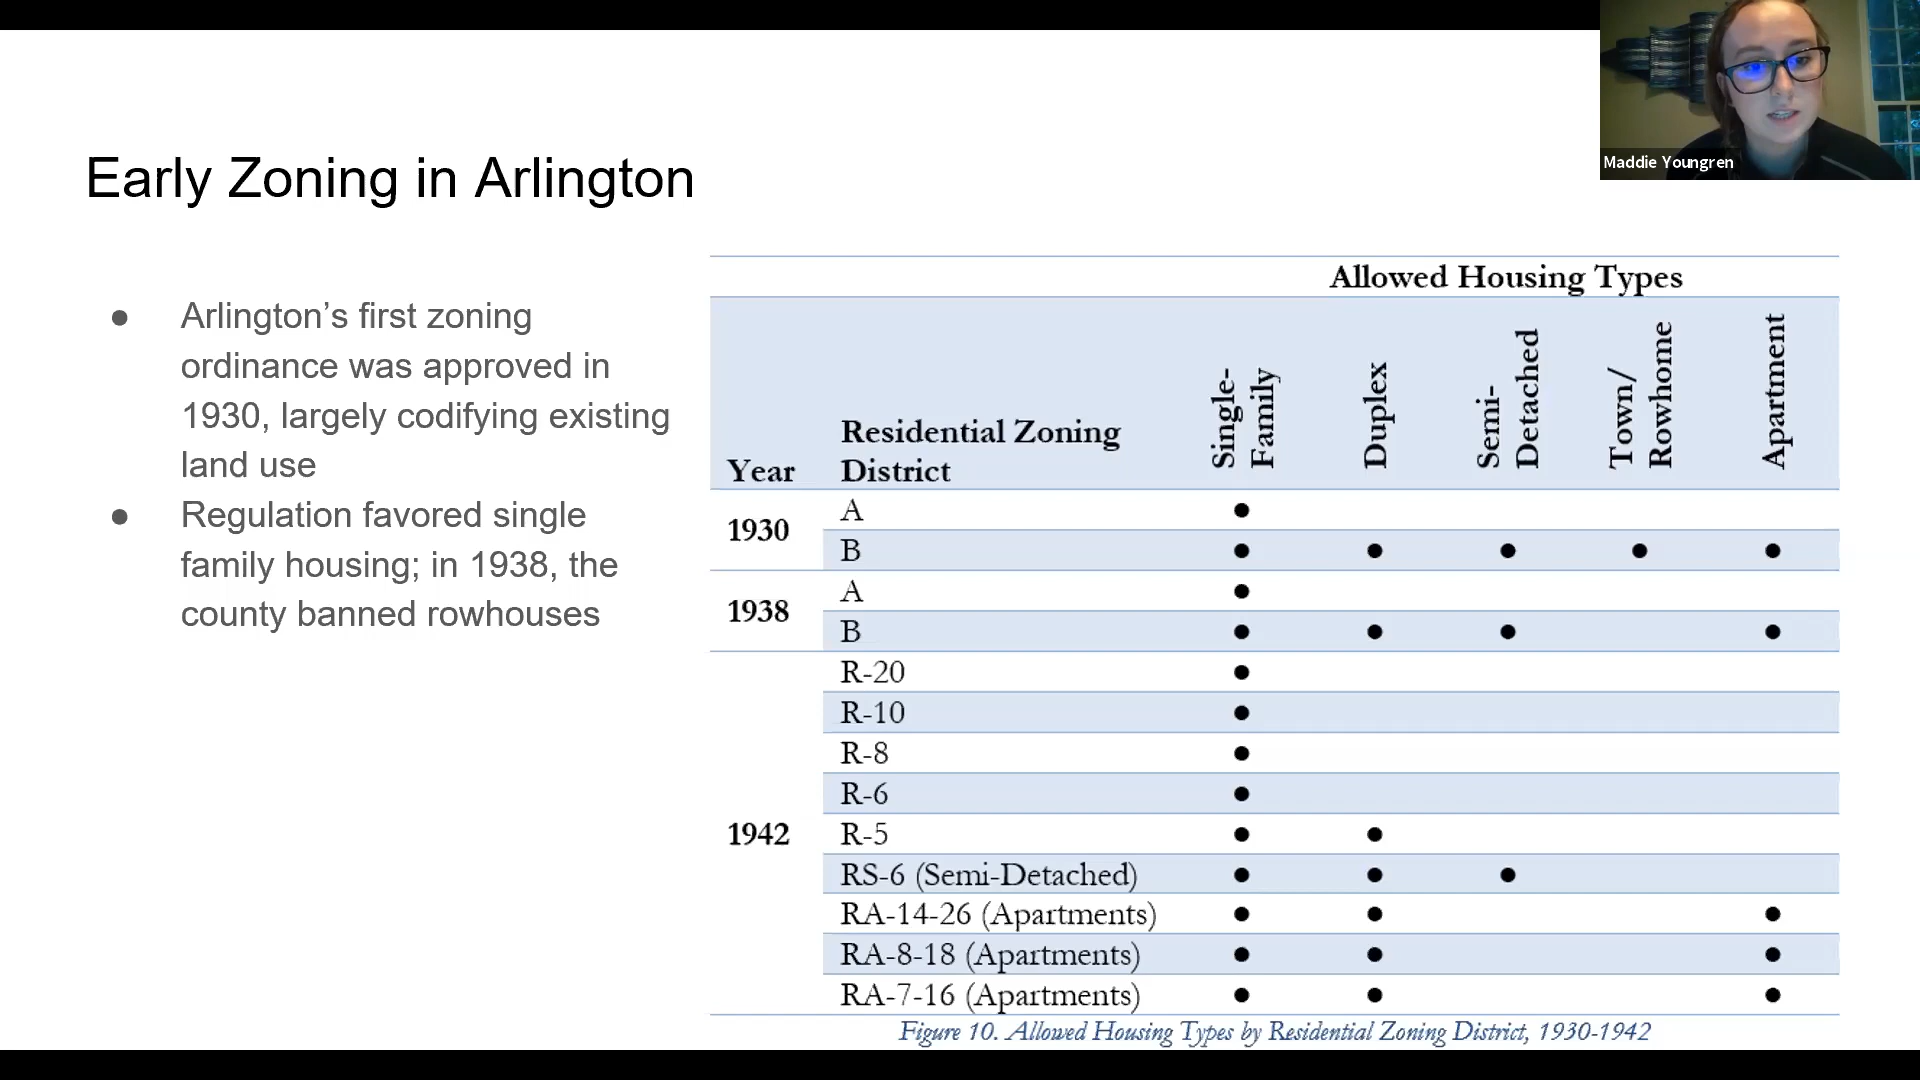 Maddie Youngren
Early Zoning in Arlington
● Arlington’s first zoning
ordinance was approved in
1930, largely codifying existing
land use
● Regulation favored single
family housing; in 1938, the
county banned rowhouses
Allowed Housing Types
Year Residential Zoning District Single-Family Duplex Semi-Detached Town/Rowhome Apartment
1930 A ●
B ● ● ● ● ●
1938 A ●
B ● ● ● ●
1942 R-20 ●
R-10 ●
R-8 ●
R-6 ●
R-5 ● ●
RS-6 (Semi-Detached) ● ● ●
RA-14-26 (Apartments) ● ● ●
RA-8-18 (Apartments) ● ● ●
RA-7-16 (Apartments) ● ● ●
Figure 10. Allowed Housing Types by Residential Zoning District, 1930-1942